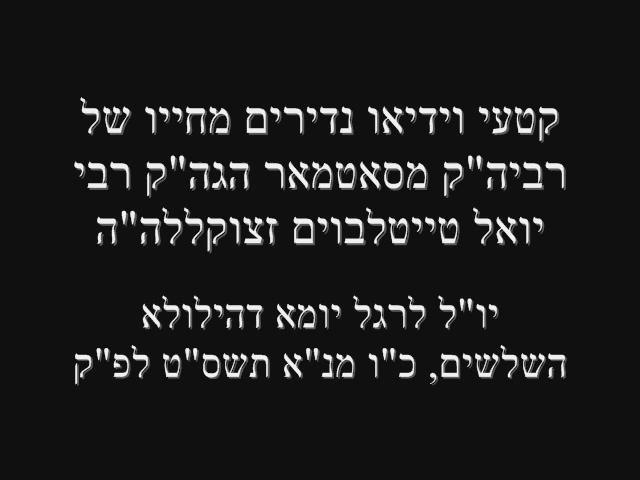 קטעי וידיאו נדירים מחייו של
רביה"ק מסאטמאר הגה"ק רבי
יואל טייטלבוים זצוקללה"ה
יו"ל לרגל יומא דהילולא
השלשים, כ"ו מנ"א תשס"ט לפ"ק